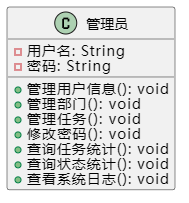 C 管理员
用户名: String
密码: String
管理用户信息(): void
管理部门(): void
管理任务(): void
修改密码(): void
查询任务统计(): void
查询状态统计(): void
查看系统日志(): void